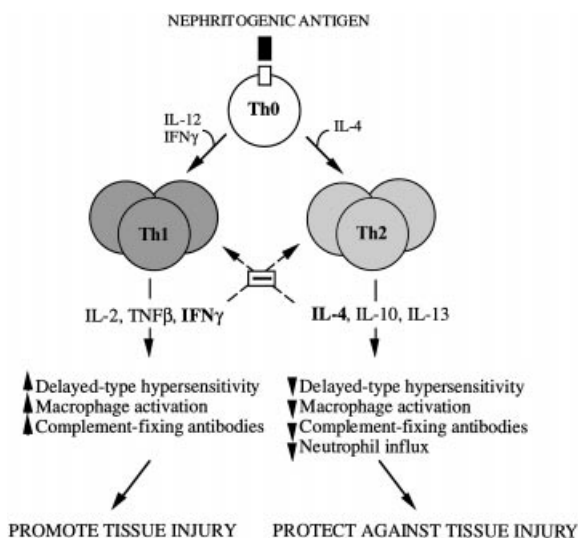 NEPHRITOGENIC ANTIGEN
Th0
IL-12
IFNγ
IL-4
Th1
Th2
IL-2, TNFβ, IFNγ
IL-4, IL-10, IL-13
Delayed-type hypersensitivity
Macrophage activation
Complement-fixing antibodies
Delayed-type hypersensitivity
Macrophage activation
Complement-fixing antibodies
Neutrophil influx
PROMOTE TISSUE INJURY
PROTECT AGAINST TISSUE INJURY